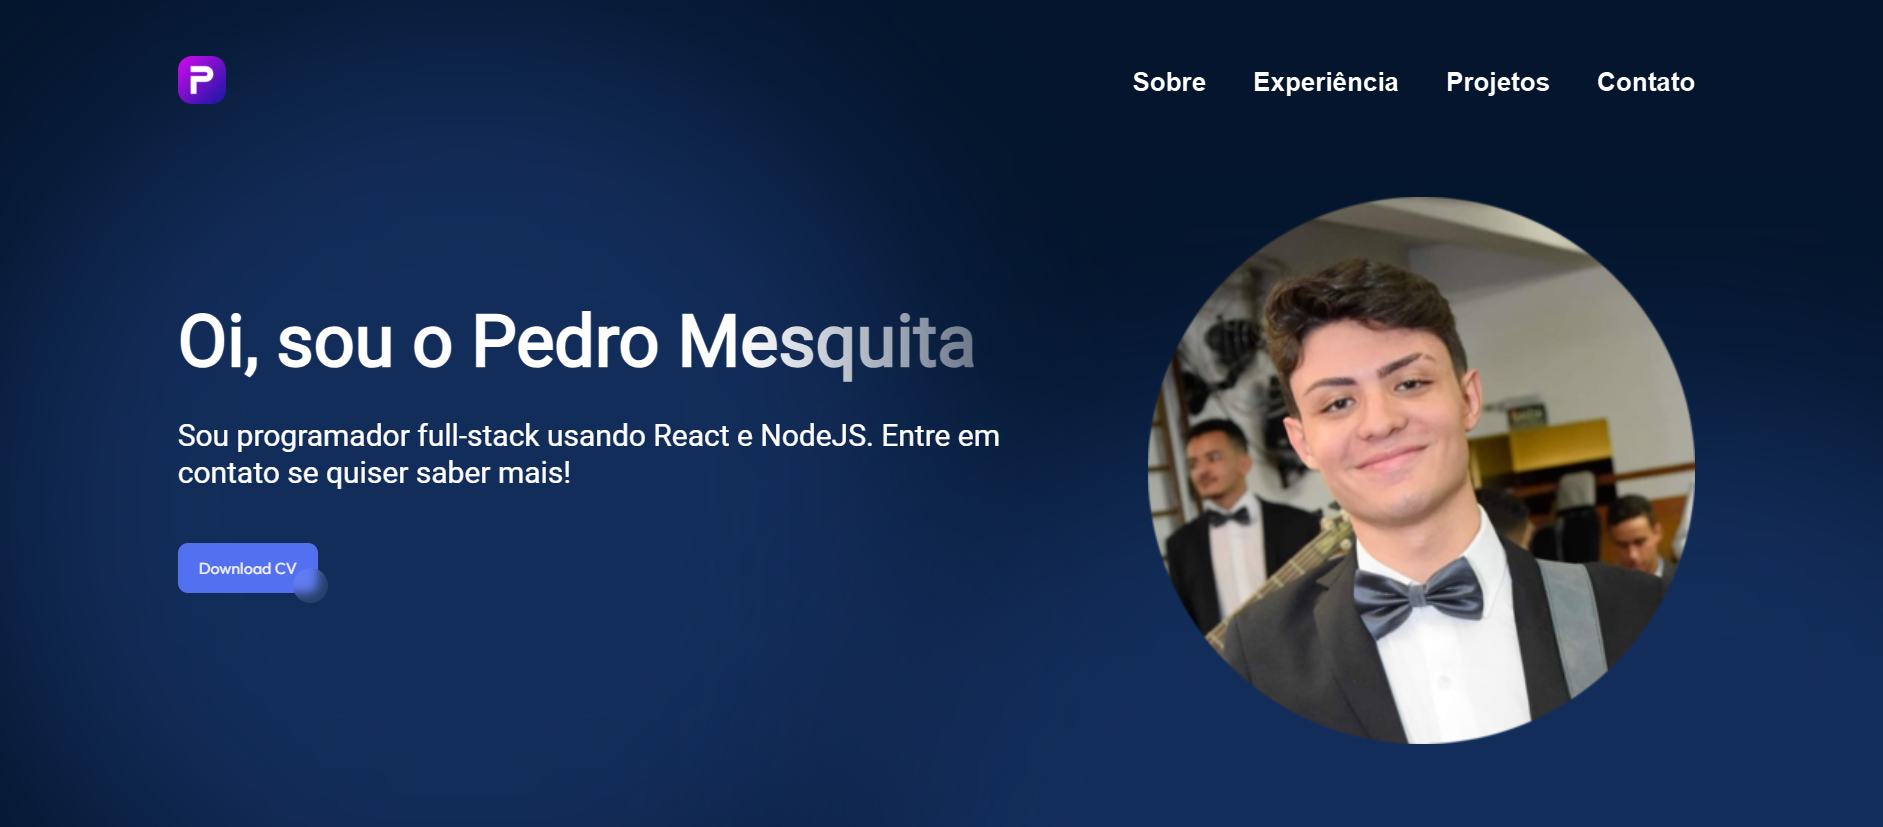 P
Sobre Experiência Projetos Contato
Oi, sou o Pedro Mesquita
Sou programador full-stack usando React e NodeJS. Entre em
contato se quiser saber mais!
Download CV